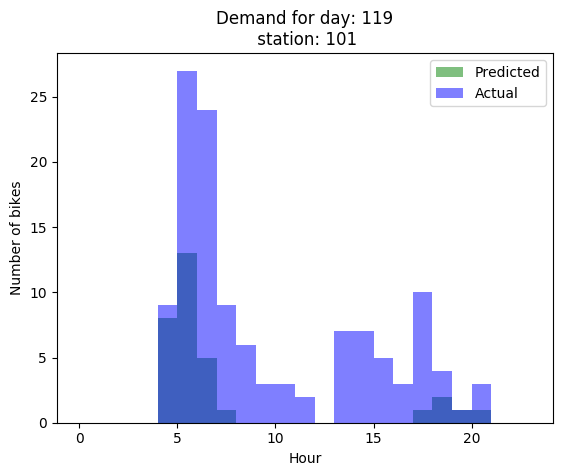 Demand for day: 119
station: 101
Predicted
Actual
Number of bikes
25
20
15
10
5
0
0 5 10 15 20
Hour